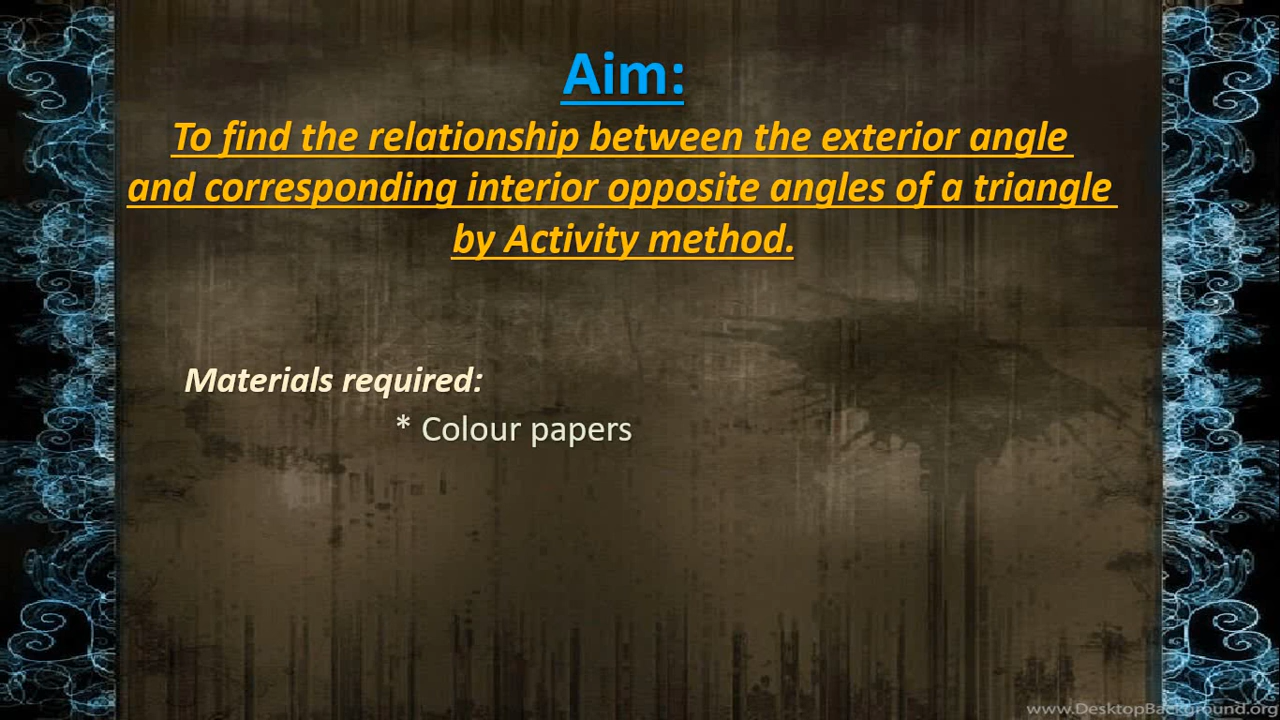 Aim:
To find the relationship between the exterior angle
and corresponding interior opposite angles of a triangle
by Activity method.
Materials required:
* Colour papers
www.DesktopBackground.org